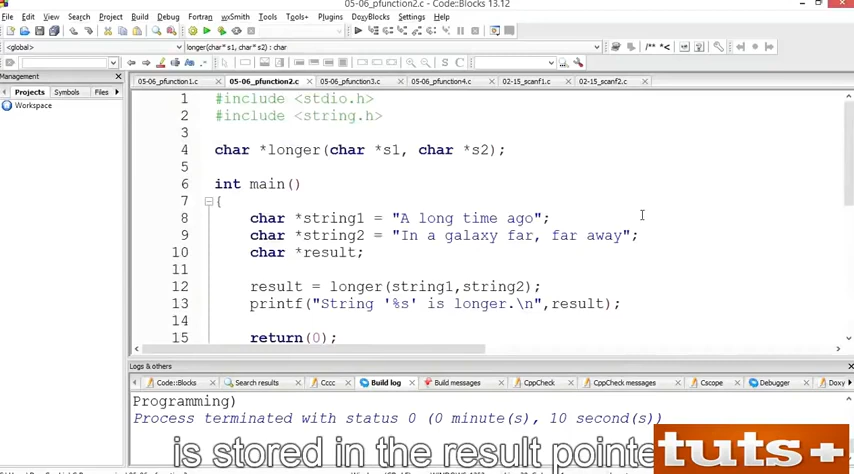 05-06_pfunction2.c - Code::Blocks 13.12
File Edit View Search Project Build Debug Fortran wxSmith Tools Tools+ Plugins DoxyBlocks Settings Help
<global> longer(char* s1, char* s2) : char
Management
Projects Symbols Files
Workspace
05-06_pfunction1.c 05-06_pfunction2.c 05-06_pfunction3.c 05-06_pfunction4.c 02-15_scanf1.c 02-15_scanf2.c
1 #include <stdio.h>
2 #include <string.h>
3
4 char *longer(char *s1, char *s2);
5
6 int main()
7 {
8 char *string1 = "A long time ago";
9 char *string2 = "In a galaxy far, far away";
10 char *result;
11
12 result = longer(string1,string2);
13 printf("String '%s' is longer.\n",result);
14
15 return(0);
Logs & others
Code::Blocks Search results Cccc Build log Build messages CppCheck CppCheck messages Cscope Debugger Doxy
Programming)
Process terminated with status 0 (0 minute(s), 10 second(s))
is stored in the result pointe
tuts+